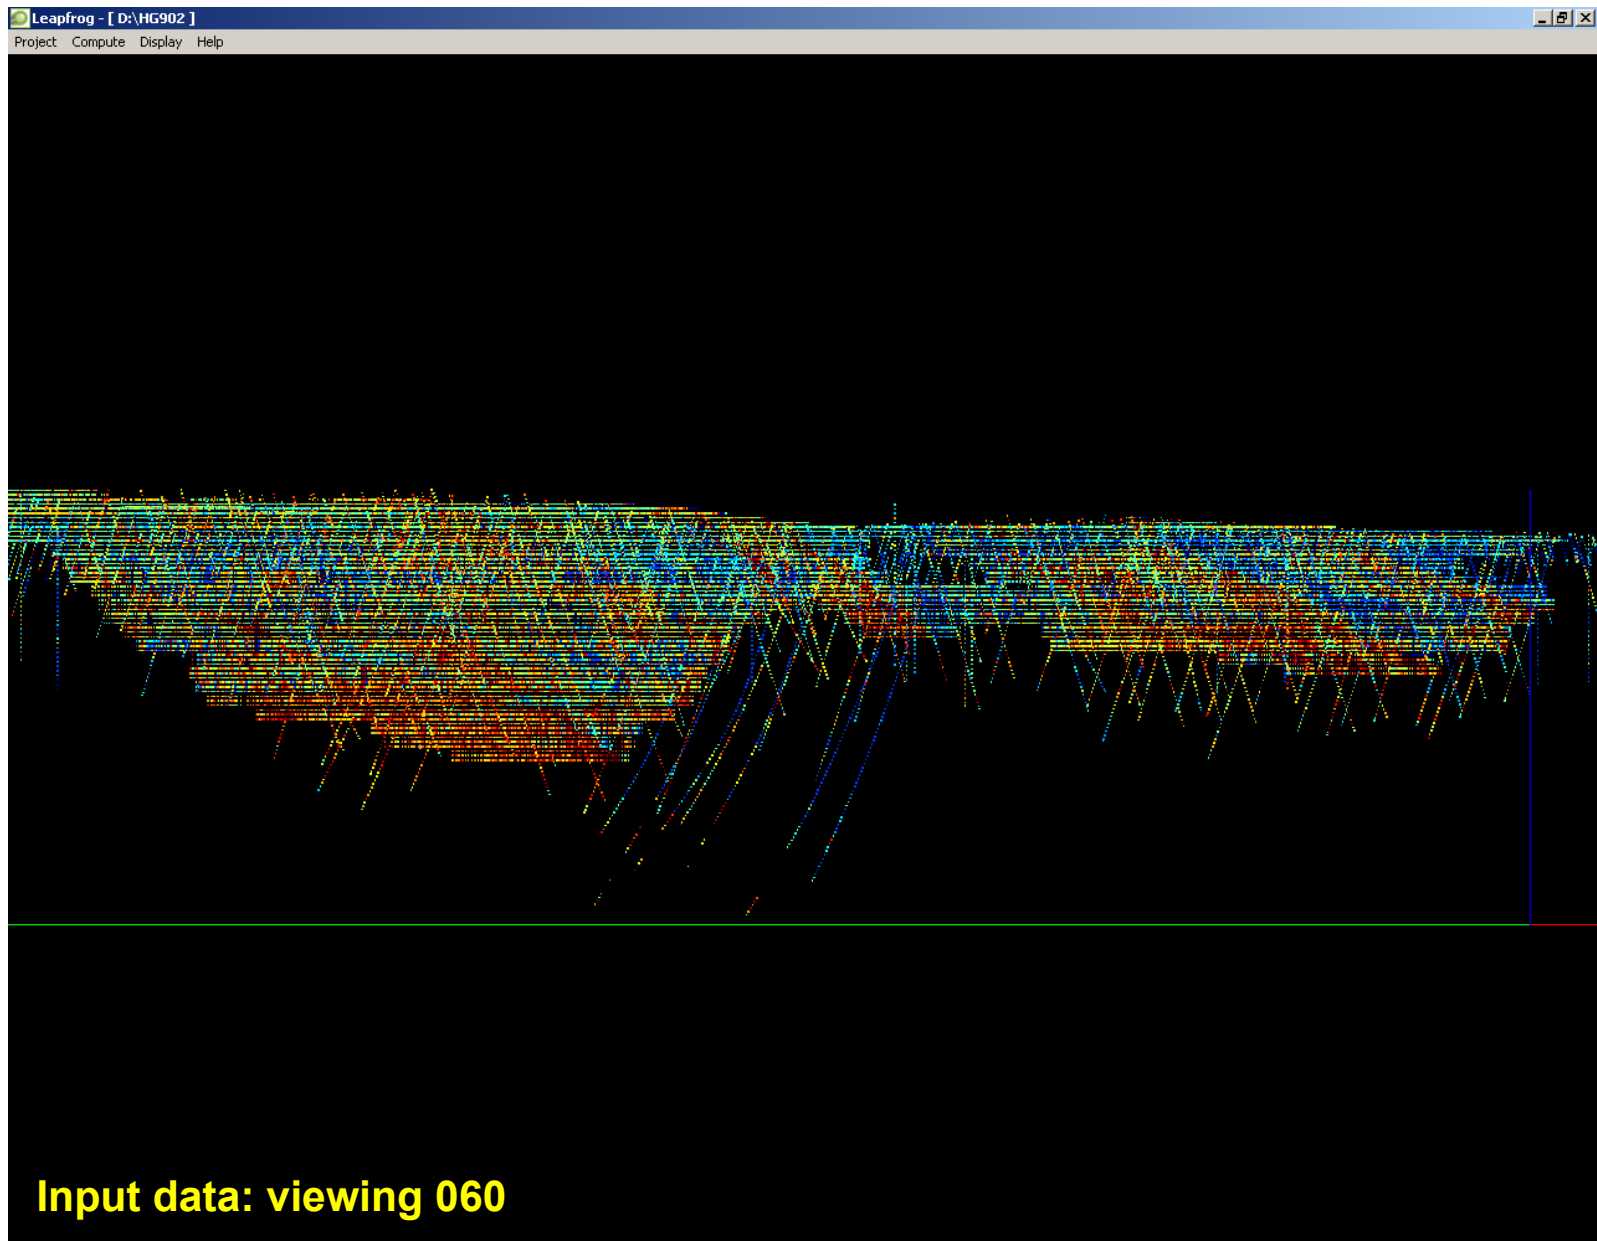 Leapfrog - [ D:\HG902 ]
Project Compute Display Help
Input data: viewing 060